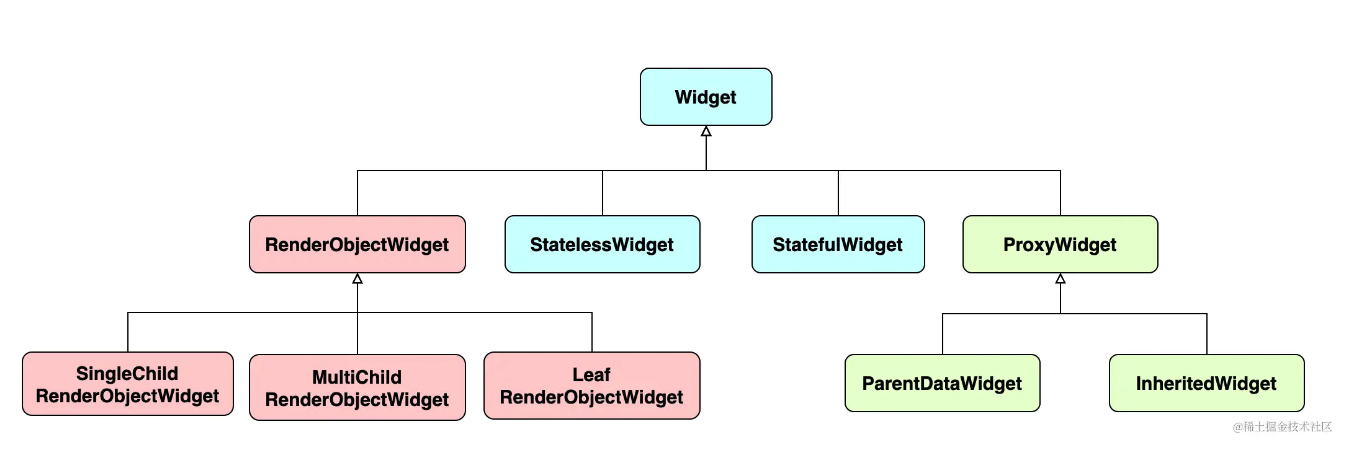 Widget
RenderObjectWidget
StatelessWidget
StatefulWidget
ProxyWidget
SingleChild
RenderObjectWidget
MultiChild
RenderObjectWidget
Leaf
RenderObjectWidget
ParentDataWidget
InheritedWidget
@稀土掘金技术社区